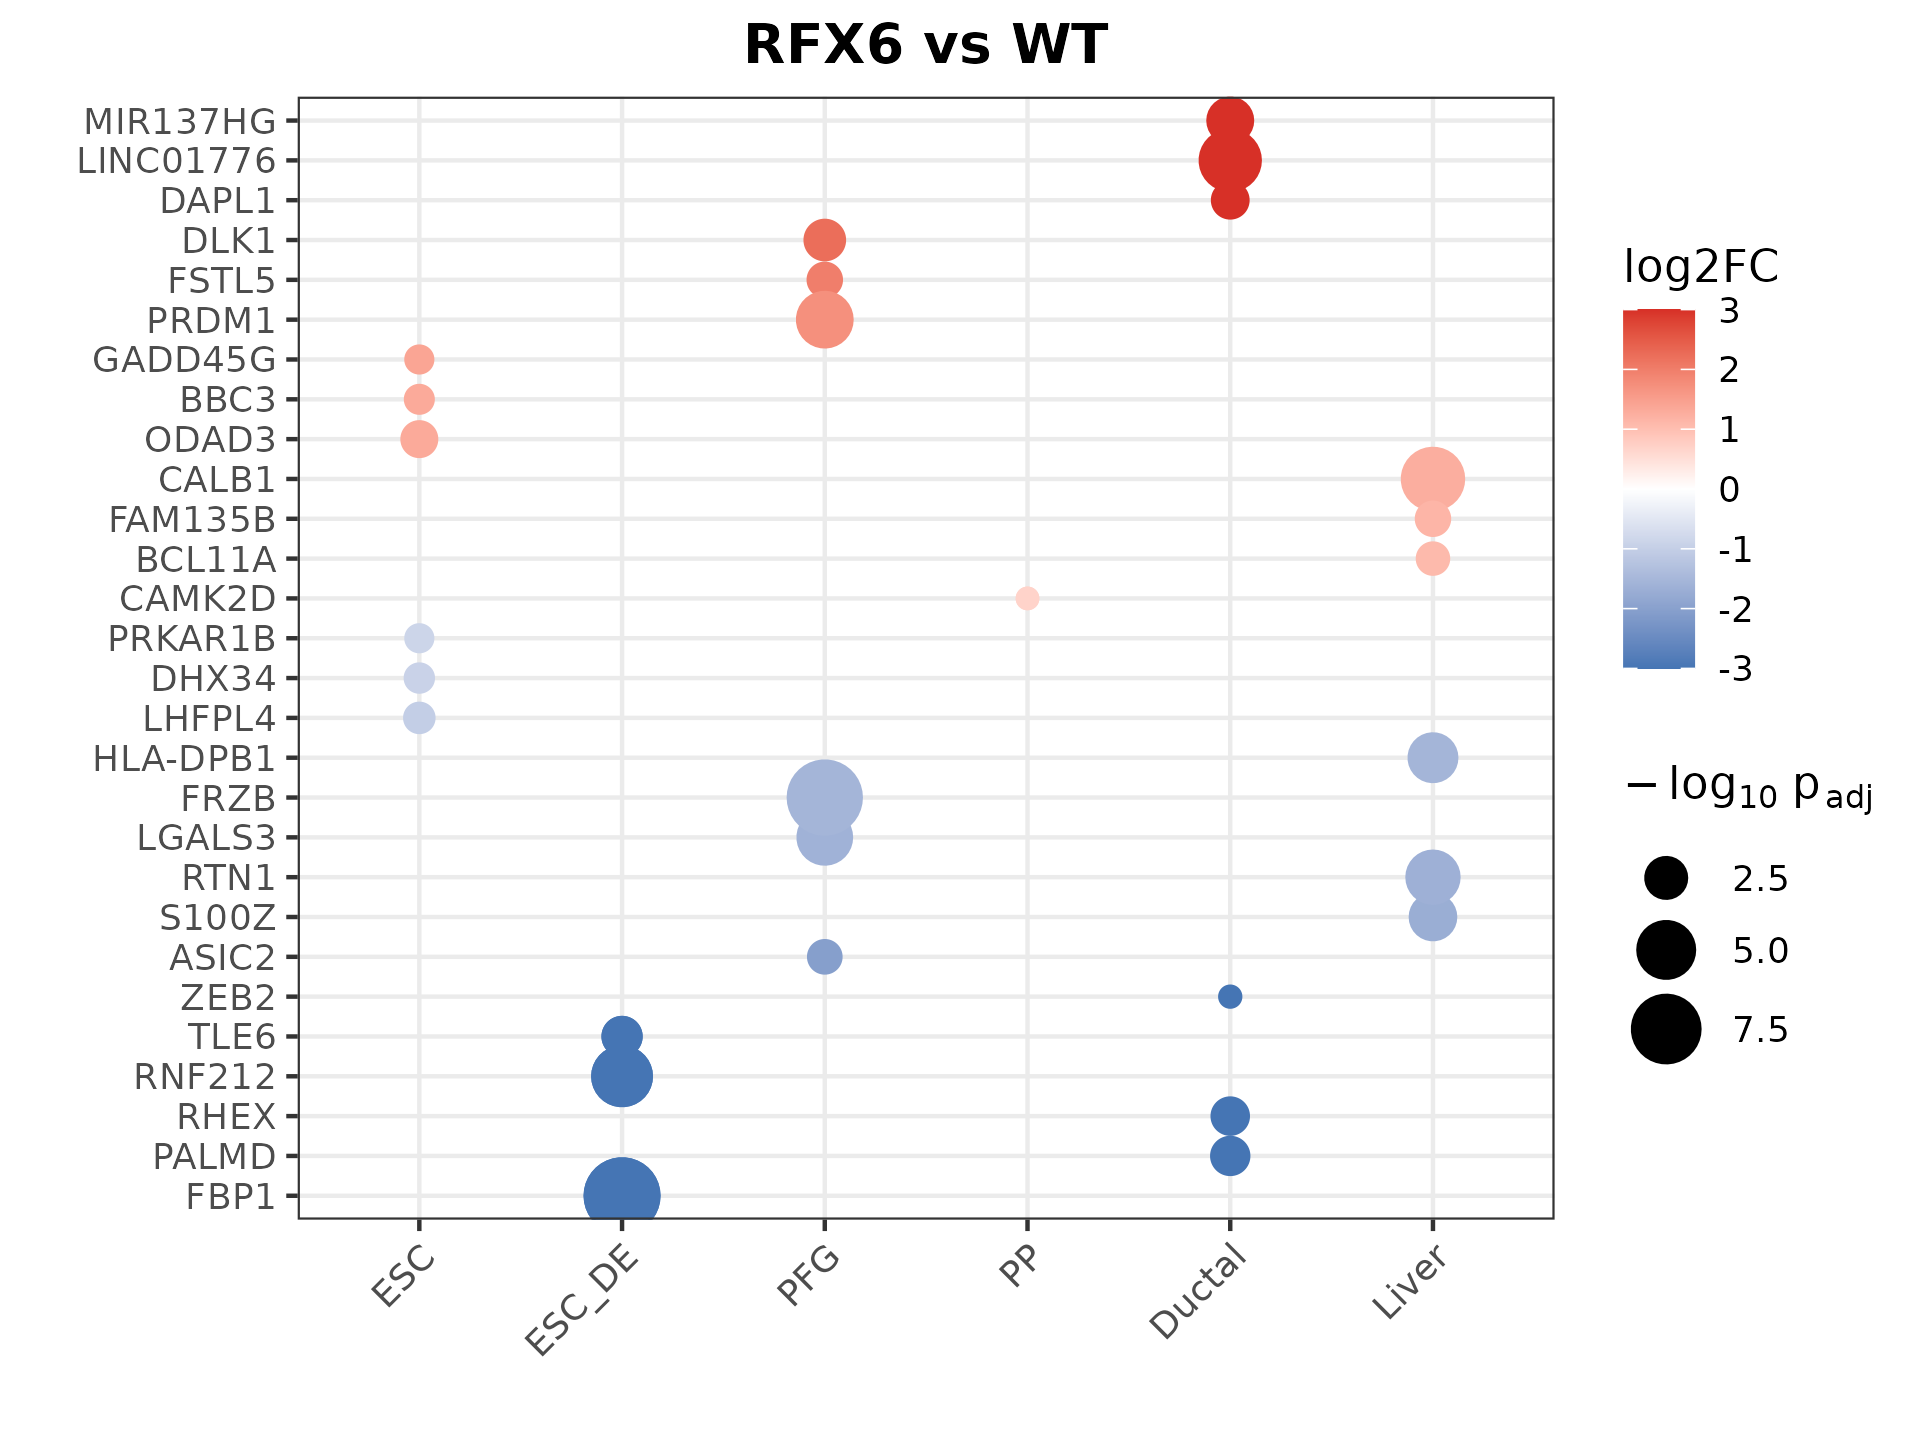 RFX6 vs WT
MIR137HG
LINC01776
DAPL1
DLK1
FSTL5
PRDM1
GADD45G
BBC3
ODAD3
CALB1
FAM135B
BCL11A
CAMK2D
PRKAR1B
DHX34
LHFPL4
HLA-DPB1
FRZB
LGALS3
RTN1
S100Z
ASIC2
ZEB2
TLE6
RNF212
RHEX
PALMD
FBP1
ESC
ESC_DE
PFG
PP
Ductal
Liver
log2FC
3
2
1
0
-1
-2
-3
− log10 p adj
2.5
5.0
7.5